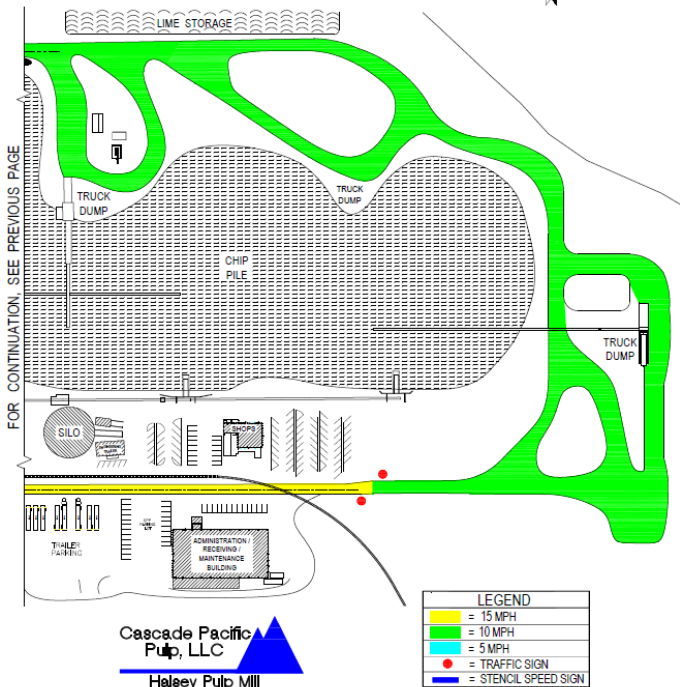 LIME STORAGE
FOR CONTINUATION, SEE PREVIOUS PAGE
TRUCK
DUMP
TRUCK
DUMP
CHIP
PILE
TRUCK
DUMP
SILO
SHOPS
TRAILER
PARKING
ADMINISTRATION /
RECEIVING /
MAINTENANCE
BUILDING
Cascade Pacific
Pulp, LLC
Halsey Pulp Mill
LEGEND
= 15 MPH
= 10 MPH
= 5 MPH
= TRAFFIC SIGN
= STENCIL SPEED SIGN